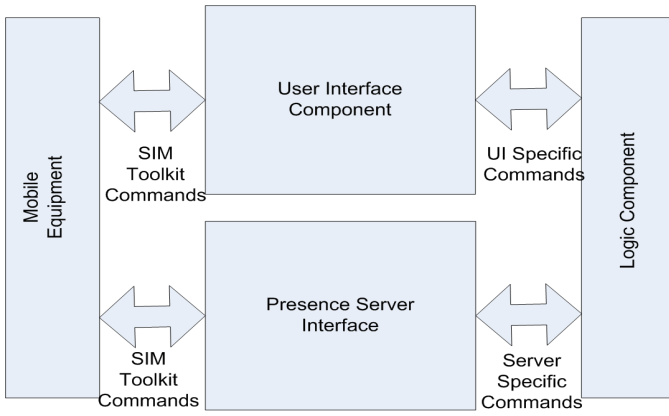 Mobile
Equipment
SIM
Toolkit
Commands
User Interface
Component
UI Specific
Commands
Logic Component
SIM
Toolkit
Commands
Presence Server
Interface
Server
Specific
Commands